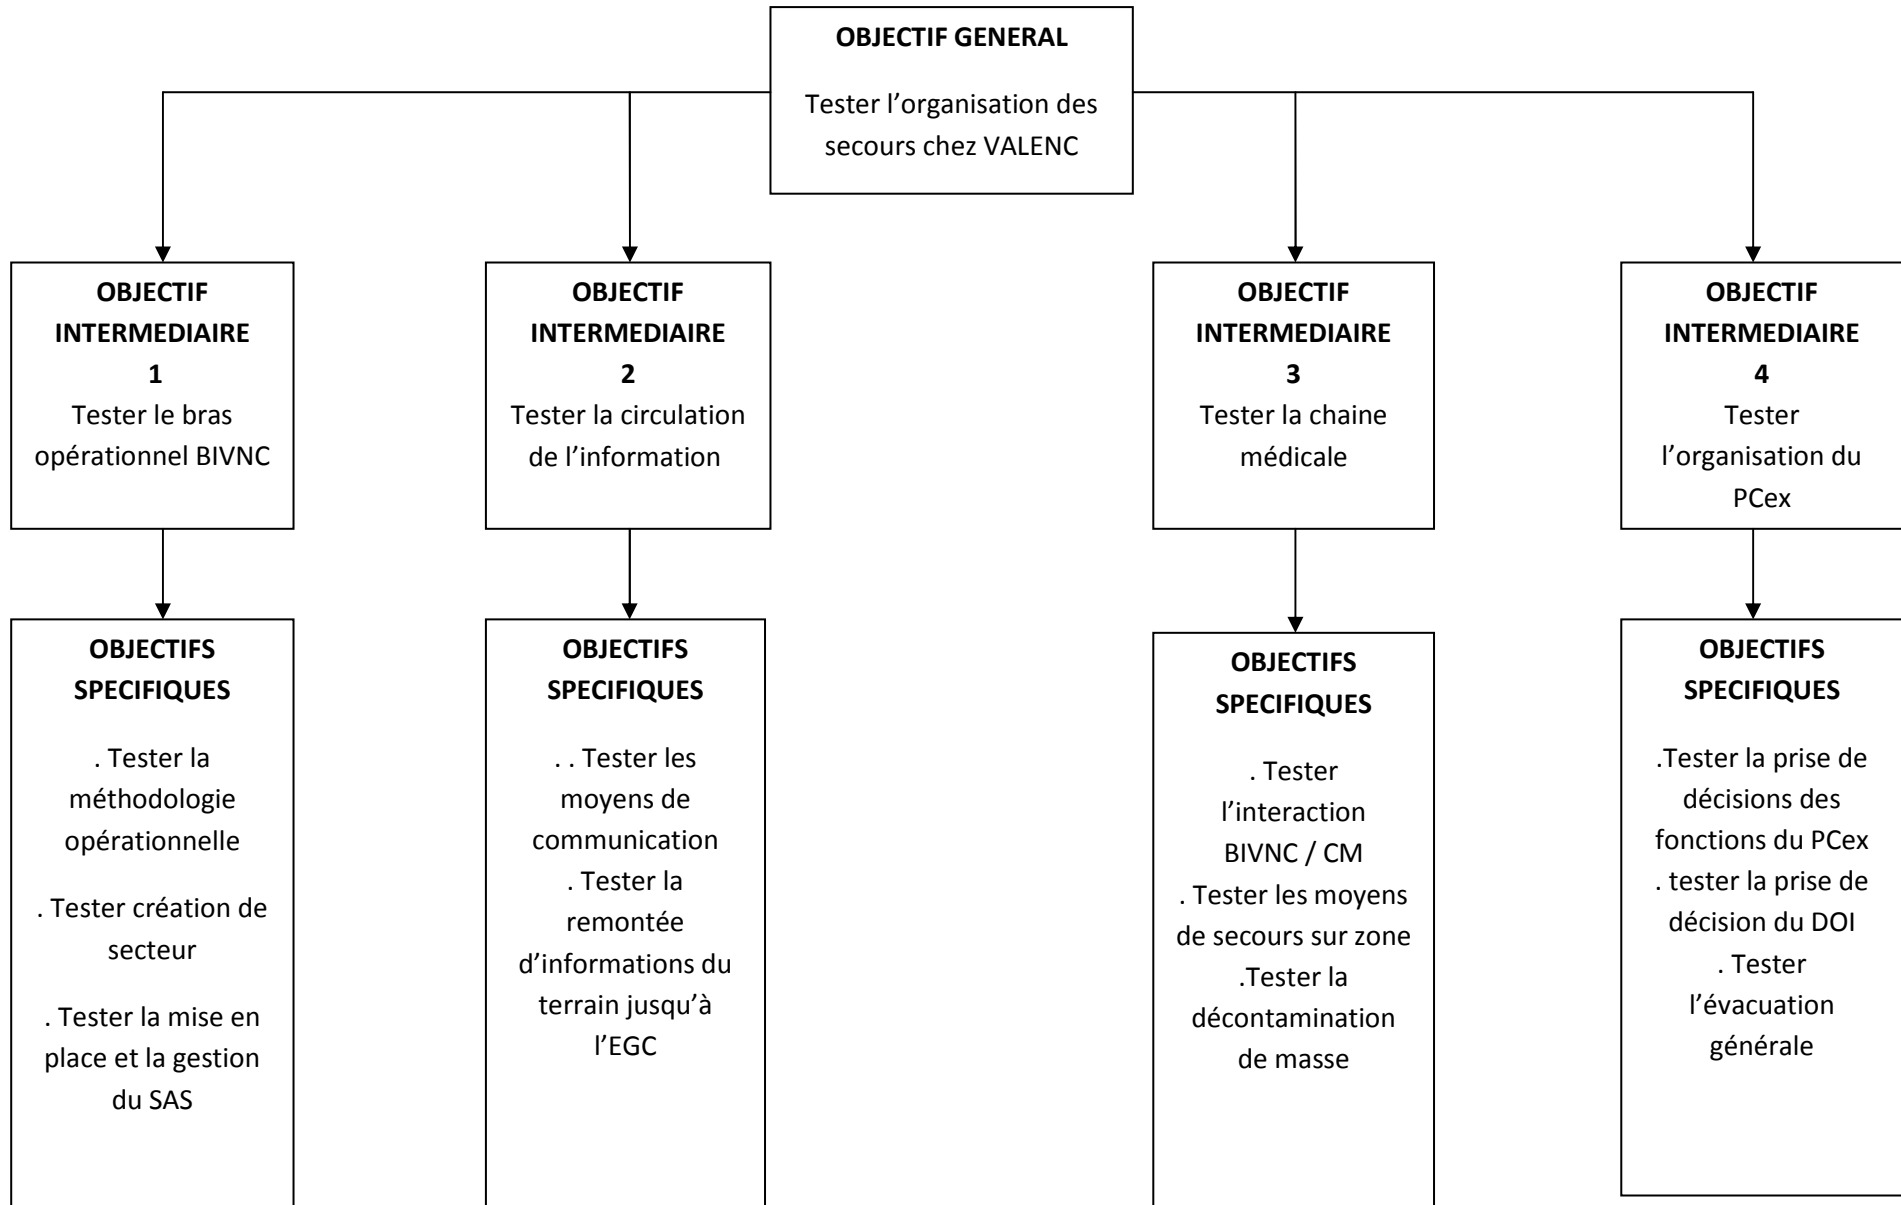 OBJECTIF GENERAL
Tester l’organisation des
secours chez VALENC
OBJECTIF
INTERMEDIAIRE
1
Tester le bras
opérationnel BIVNC
OBJECTIF
INTERMEDIAIRE
2
Tester la circulation
de l’information
OBJECTIF
INTERMEDIAIRE
3
Tester la chaine
médicale
OBJECTIF
INTERMEDIAIRE
4
Tester
l’organisation du
PCex
OBJECTIFS
SPECIFIQUES
. Tester la
méthodologie
opérationnelle
. Tester création de
secteur
. Tester la mise en
place et la gestion
du SAS
OBJECTIFS
SPECIFIQUES
. . Tester les
moyens de
communication
. Tester la
remontée
d’informations du
terrain jusqu’à
l’EGC
OBJECTIFS
SPECIFIQUES
. Tester
l’interaction
BIVNC / CM
. Tester les moyens
de secours sur zone
.Tester la
décontamination
de masse
OBJECTIFS
SPECIFIQUES
.Tester la prise de
décisions des
fonctions du PCex
. tester la prise de
décision du DOI
. Tester
l’évacuation
générale